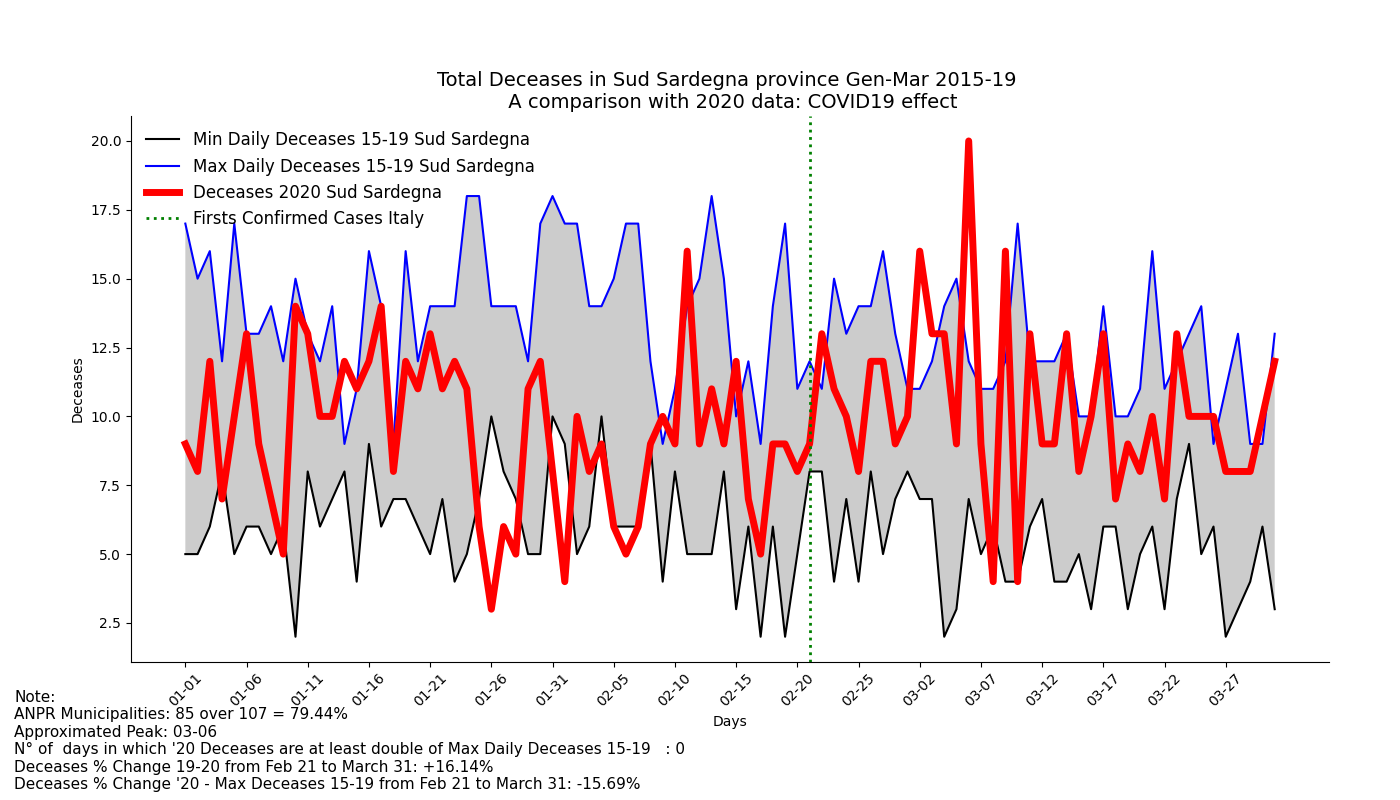 Total Deceases in Sud Sardegna province Gen-Mar 2015-19
A comparison with 2020 data: COVID19 effect
Min Daily Deceases 15-19 Sud Sardegna
Max Daily Deceases 15-19 Sud Sardegna
Deceases 2020 Sud Sardegna
Firsts Confirmed Cases Italy
Deceases
20.0
17.5
15.0
12.5
10.0
7.5
5.0
2.5
01-01
01-06
01-11
01-16
01-21
01-26
01-31
02-05
02-10
02-15
02-20
02-25
03-02
03-07
03-12
03-17
03-22
03-27
Days
Note:
ANPR Municipalities: 85 over 107 = 79.44%
Approximated Peak: 03-06
N° of  days in which '20 Deceases are at least double of Max Daily Deceases 15-19   : 0
Deceases % Change 19-20 from Feb 21 to March 31: +16.14%
Deceases % Change '20 - Max Deceases 15-19 from Feb 21 to March 31: -15.69%